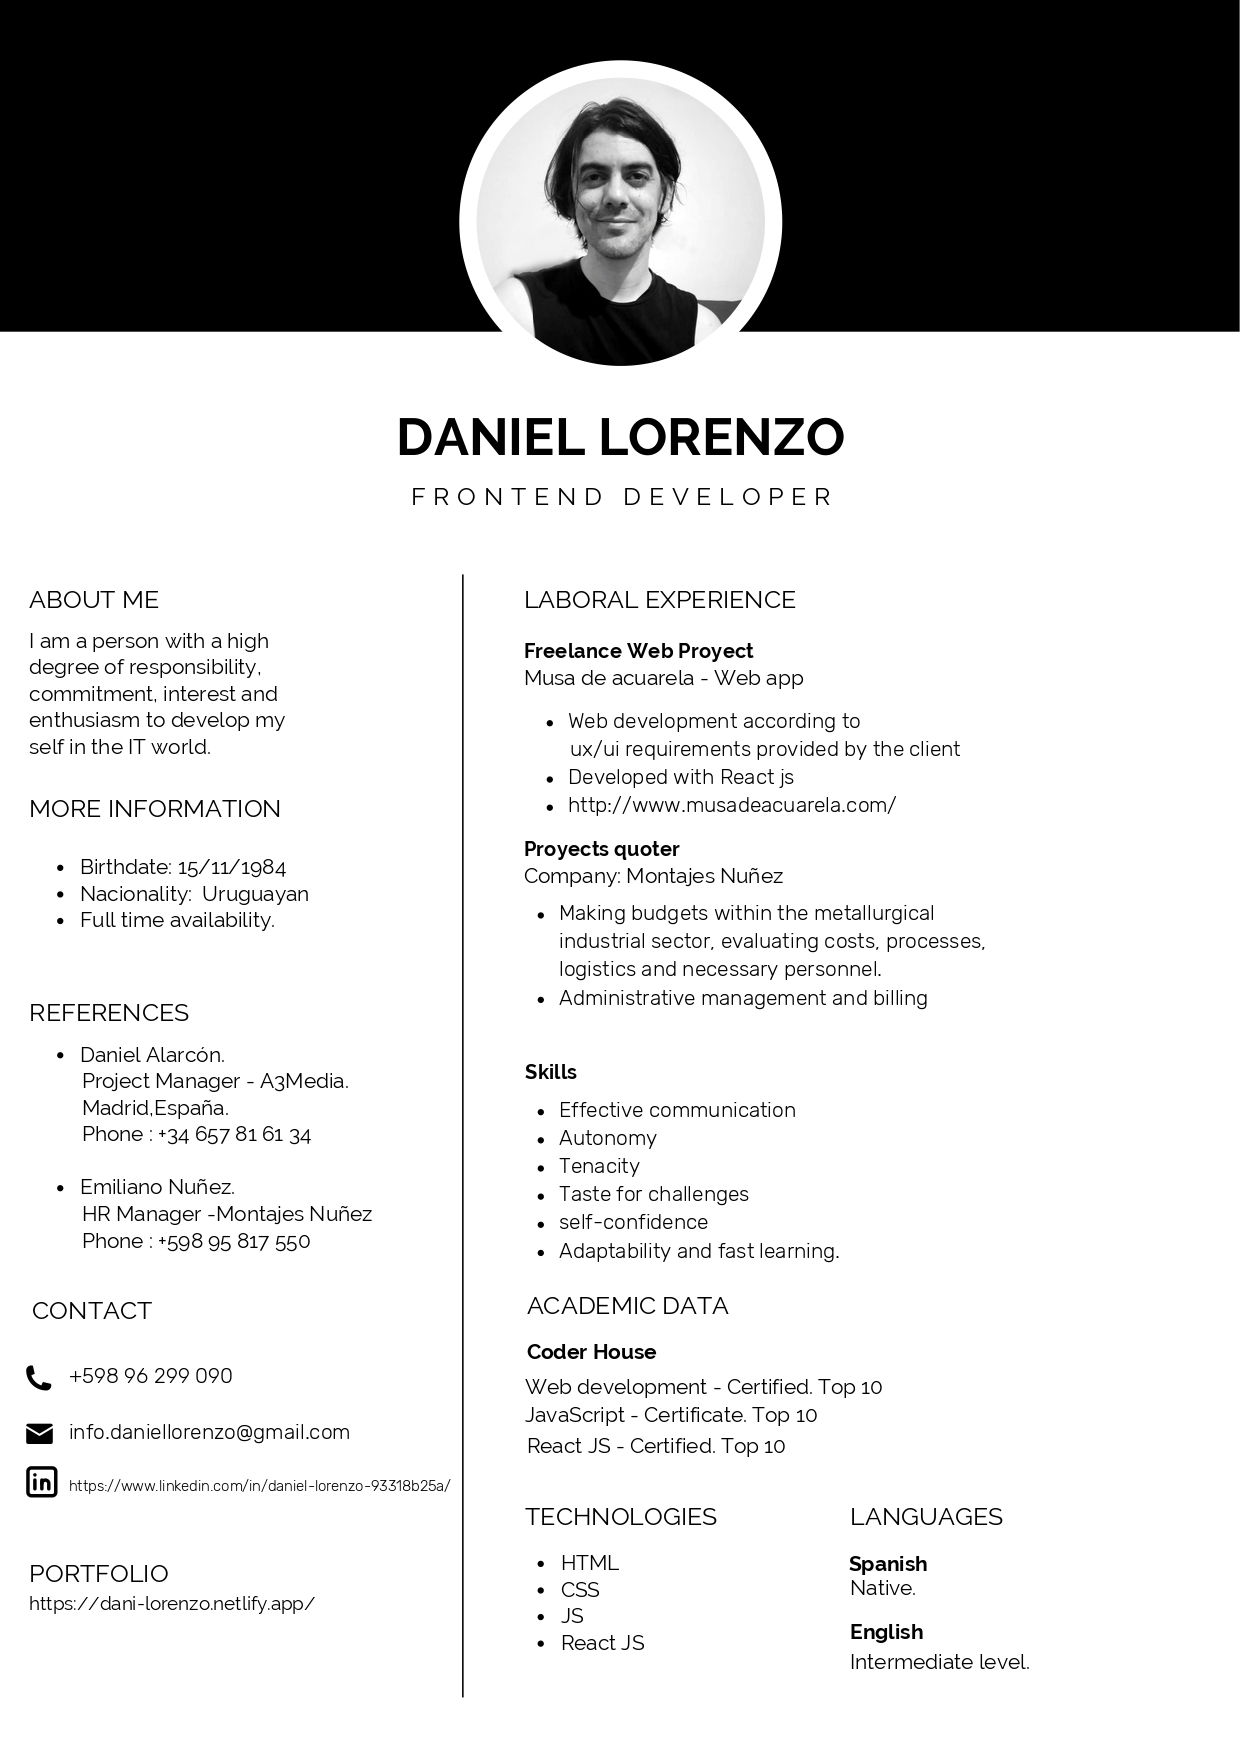 DANIEL LORENZO
FRONTEND DEVELOPER
ABOUT ME
I am a person with a high
degree of responsibility,
commitment, interest and
enthusiasm to develop my
self in the IT world.
MORE INFORMATION
Birthdate: 15/11/1984
Nacionality:  Uruguayan
Full time availability.
REFERENCES
Daniel Alarcón.
Project Manager - A3Media.
Madrid,España.
Phone : +34 657 81 61 34
Emiliano Nuñez.
HR Manager -Montajes Nuñez
Phone : +598 95 817 550
CONTACT
+598 96 299 090
info.daniellorenzo@gmail.com
in https://www.linkedin.com/in/daniel-lorenzo-93318b25a/
PORTFOLIO
https://dani-lorenzo.netlify.app/
LABORAL EXPERIENCE
Freelance Web Proyect
Musa de acuarela - Web app
Web development according to
ux/ui requirements provided by the client
Developed with React js
http://www.musadeacuarela.com/
Proyects quoter
Company: Montajes Nuñez
Making budgets within the metallurgical
industrial sector, evaluating costs, processes,
logistics and necessary personnel.
Administrative management and billing
Skills
Effective communication
Autonomy
Tenacity
Taste for challenges
self-confidence
Adaptability and fast learning.
ACADEMIC DATA
Coder House
Web development - Certified. Top 10
JavaScript - Certificate. Top 10
React JS - Certified. Top 10
TECHNOLOGIES
HTML
CSS
JS
React JS
LANGUAGES
Spanish
Native.
English
Intermediate level.